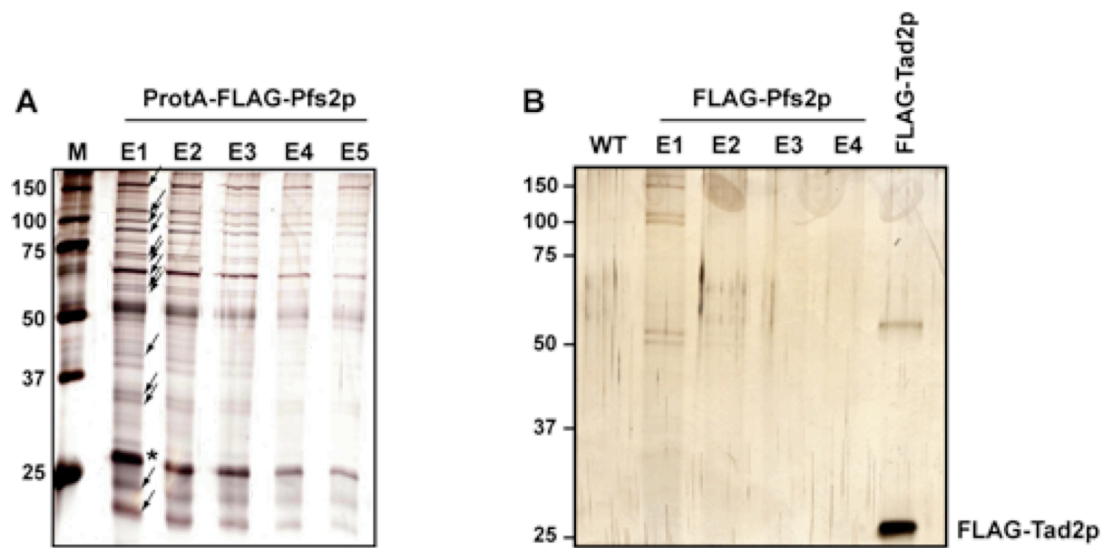 A
ProtA-FLAG-Pfs2p
M E1 E2 E3 E4 E5
150
100
75
50
37
25
*
B
FLAG-Pfs2p
FLAG-Tad2p
WT E1 E2 E3 E4
150
100
75
50
37
25
FLAG-Tad2p